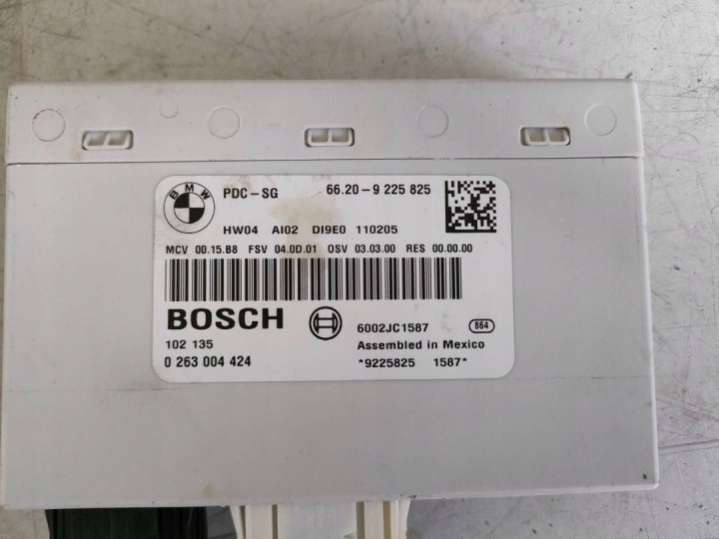 BMW PDC-SG 66.20-9 225 825
HW04 AI02 DI9E0 110205
MCV 00.15.B8 FSV 04.0D.01 OSV 03.03.00 RES 00.00.00
BOSCH
6002JC1587 864
102 135 Assembled in Mexico
0 263 004 424 *9225825 1587*